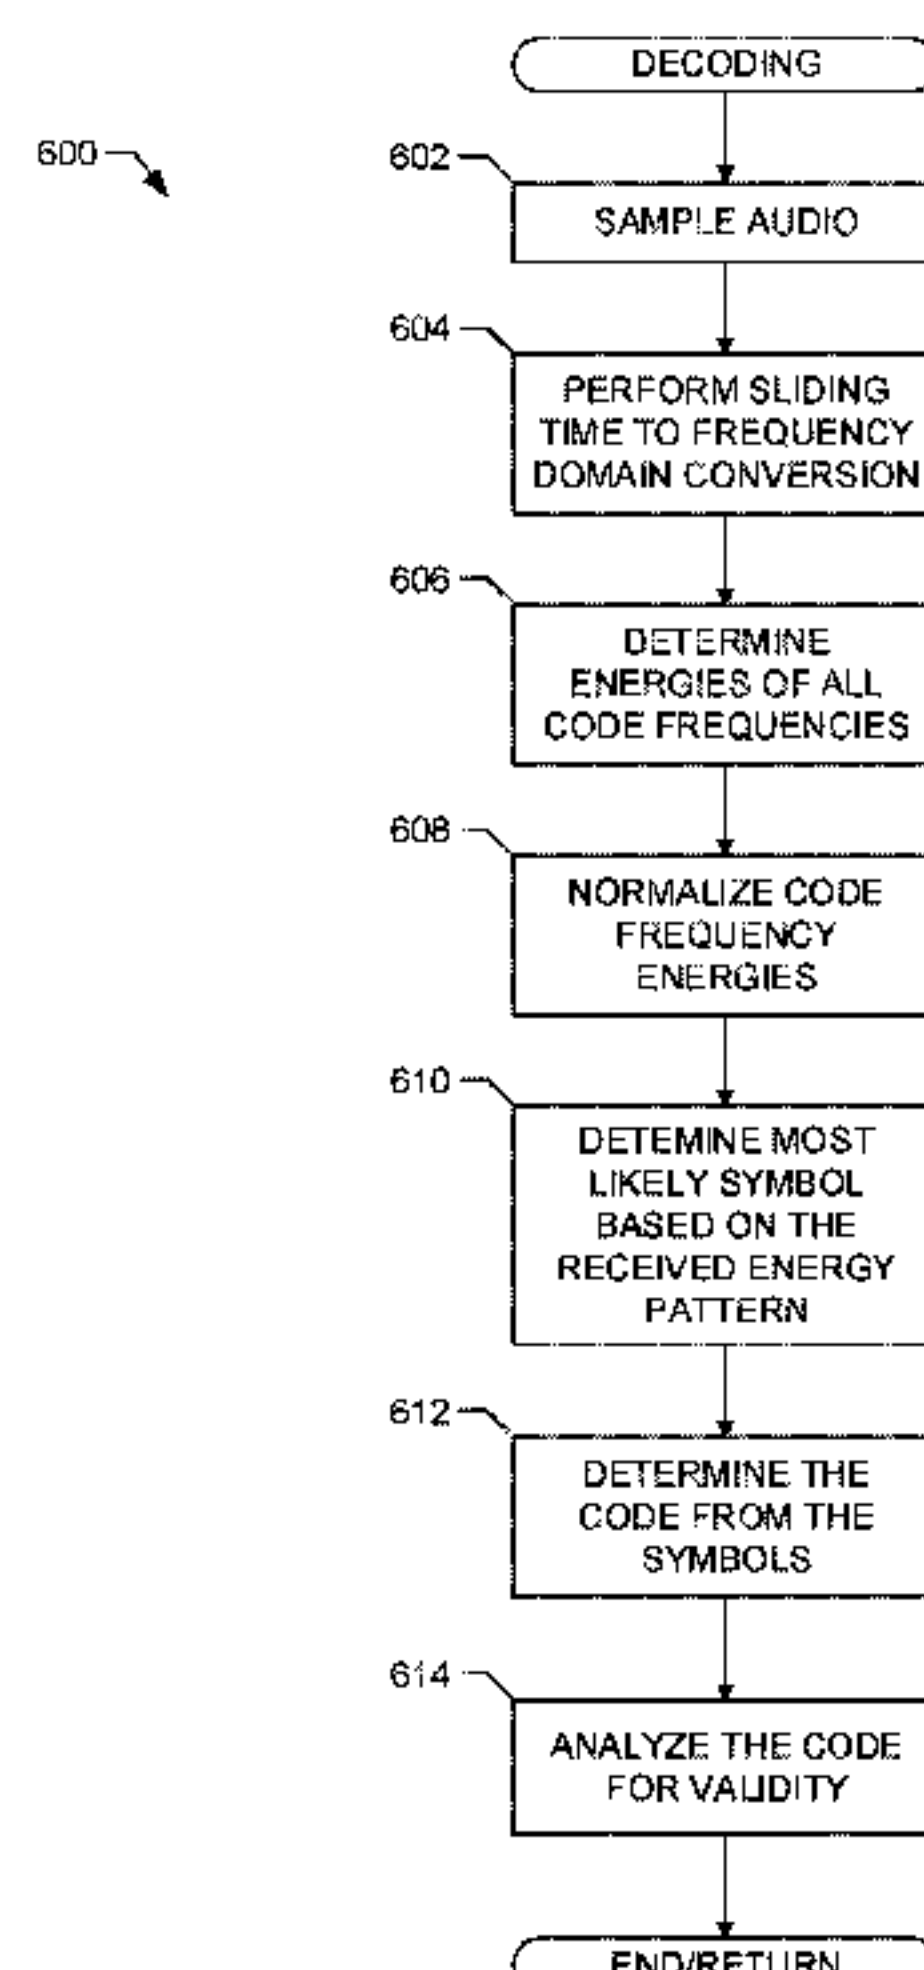 DECODING
600
602
SAMPLE AUDIO
604
PERFORM SLIDING
TIME TO FREQUENCY
DOMAIN CONVERSION
606
DETERMINE
ENERGIES OF ALL
CODE FREQUENCIES
608
NORMALIZE CODE
FREQUENCY
ENERGIES
610
DETEMINE MOST
LIKELY SYMBOL
BASED ON THE
RECEIVED ENERGY
PATTERN
612
DETERMINE THE
CODE FROM THE
SYMBOLS
614
ANALYZE THE CODE
FOR VALIDITY
END/RETURN